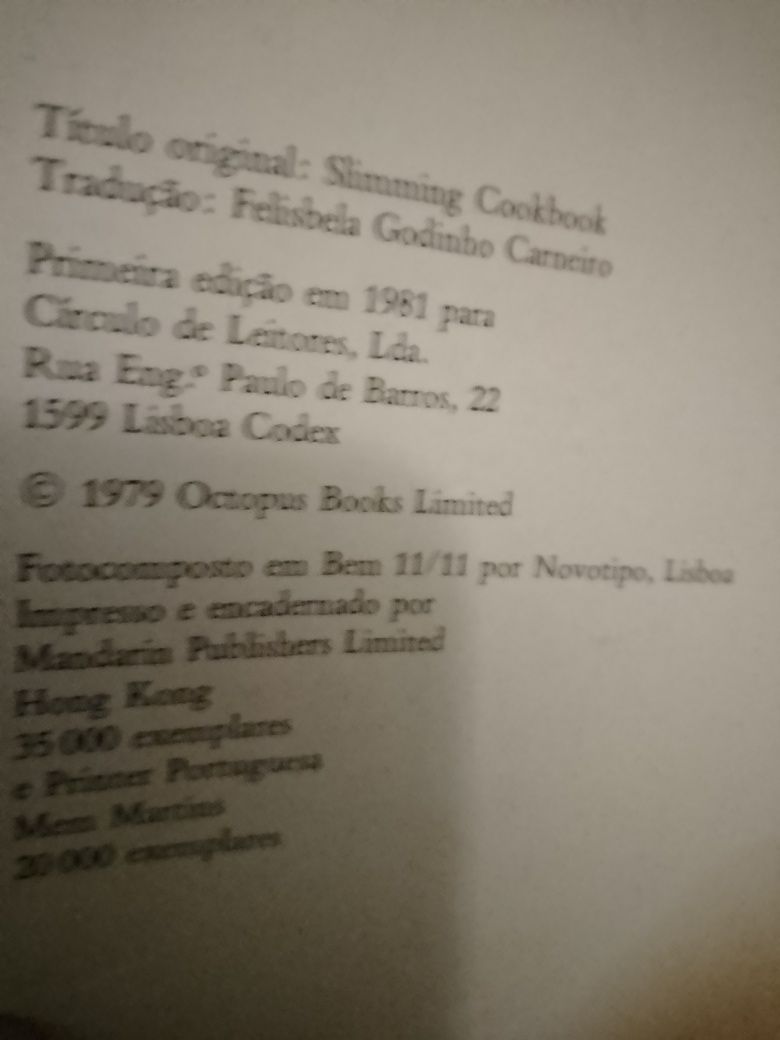 Título original: Slimming Cookbook
Tradução: Felisbela Godinho Carneiro
Primeira edição em 1981 para
Círculo de Leitores, Lda.
Rua Eng.º Paulo de Barros, 22
1599 Lisboa Codex
© 1979 Octopus Books Limited
Fotocomposto em Bem 11/11 por Novotipo, Lisboa
Impresso e encadernado por
Mandarin Publishers Limited
Hong Kong
35 000 exemplares
e Printer Portuguesa
Mem Martins
20 000 exemplares